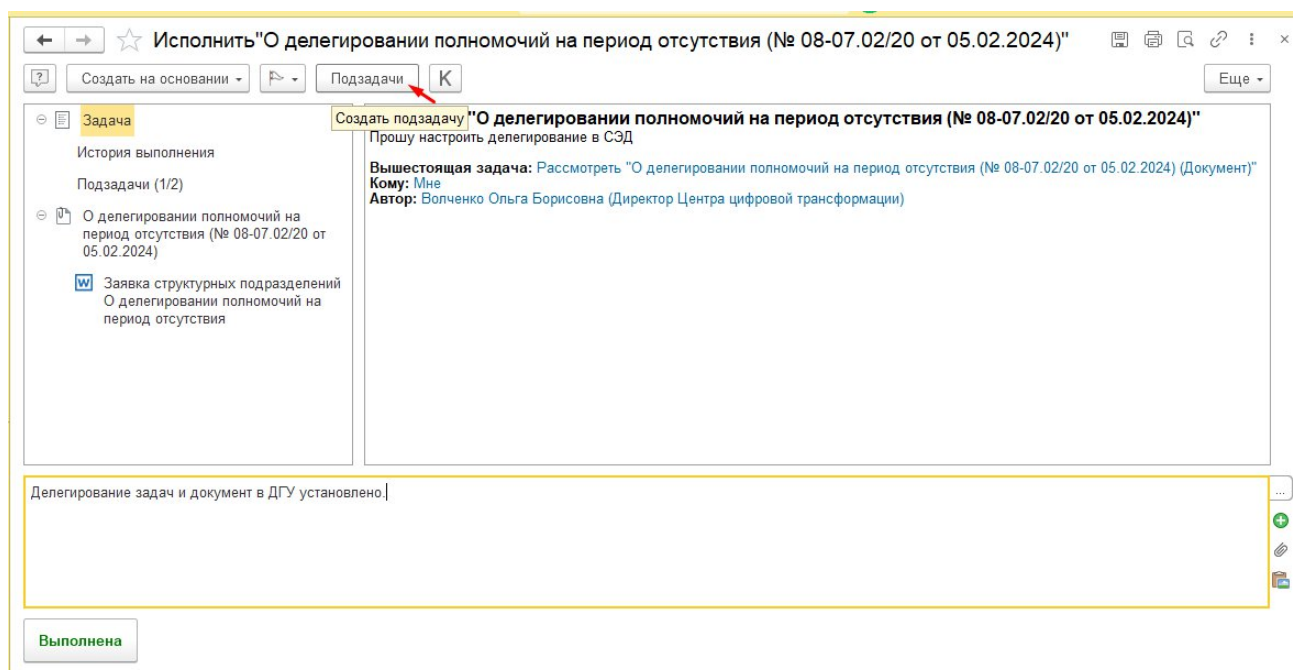 Исполнить"О делегировании полномочий на период отсутствия (№ 08-07.02/20 от 05.02.2024)"
Создать на основании
Подзадачи
K
Еще
Создать подзадачу
Задача
История выполнения
Подзадачи (1/2)
О делегировании полномочий на
период отсутствия (№ 08-07.02/20 от
05.02.2024)
Заявка структурных подразделений
О делегировании полномочий на
период отсутствия
"О делегировании полномочий на период отсутствия (№ 08-07.02/20 от 05.02.2024)"
Прошу настроить делегирование в СЭД
Вышестоящая задача: Рассмотреть "О делегировании полномочий на период отсутствия (№ 08-07.02/20 от 05.02.2024) (Документ)"
Кому: Мне
Автор: Волченко Ольга Борисовна (Директор Центра цифровой трансформации)
Делегирование задач и документ в ДГУ установлено.
...
Выполнена